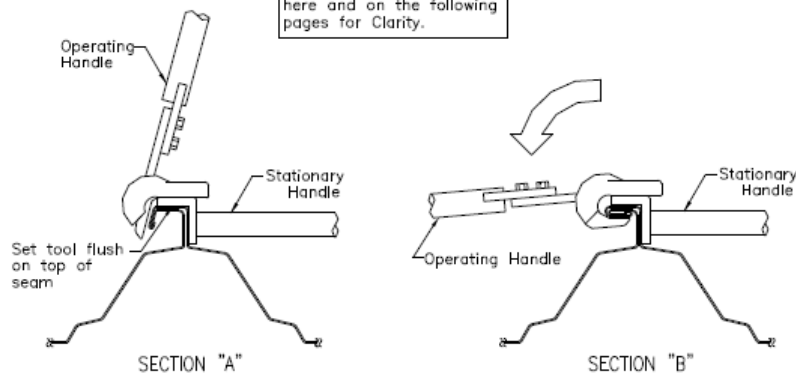 here and on the following
pages for Clarity.
Operating
Handle
Stationary
Handle
Set tool flush
on top of
seam
SECTION "A"
Stationary
Handle
Operating Handle
SECTION "B"